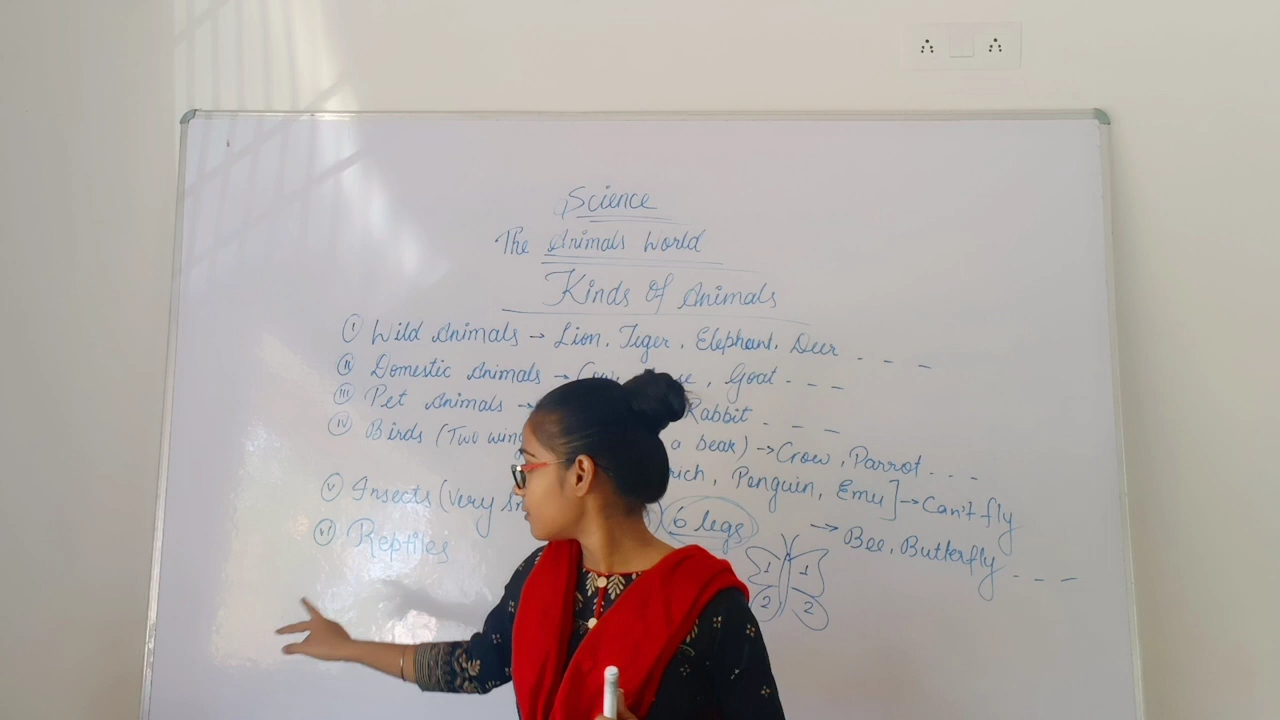 Science
The Animals World
Kinds of Animals
(I) Wild Animals → Lion, Tiger, Elephant, Deer - - -
(II) Domestic Animals → Cow, Goat - - -
(III) Pet Animals → Rabbit - - -
(IV) Birds (Two a beak) → Crow, Parrot - - -
Penguin, Emu] → Can't fly
(V) Insects (Very 6 legs → Bee, Butterfly - - -
(VI) Reptiles
1 1
2 2